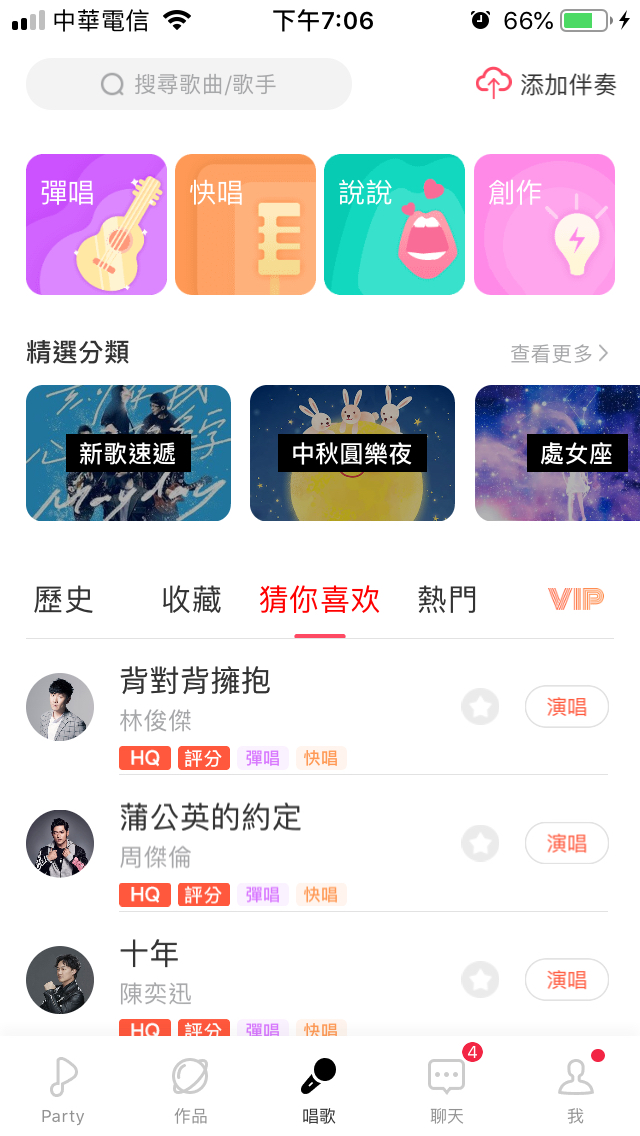 中華電信 下午7:06 66%
搜尋歌曲/歌手 添加伴奏
彈唱 快唱 說說 創作
精選分類 查看更多
新歌速遞 中秋圓樂夜 處女座
歷史 收藏 猜你喜欢 熱門 VIP
背對背擁抱
林俊傑 演唱
HQ 評分 彈唱 快唱
蒲公英的約定
周傑倫 演唱
HQ 評分 彈唱 快唱
十年
陳奕迅 演唱
HQ 評分 彈唱 快唱
4
Party 作品 唱歌 聊天 我